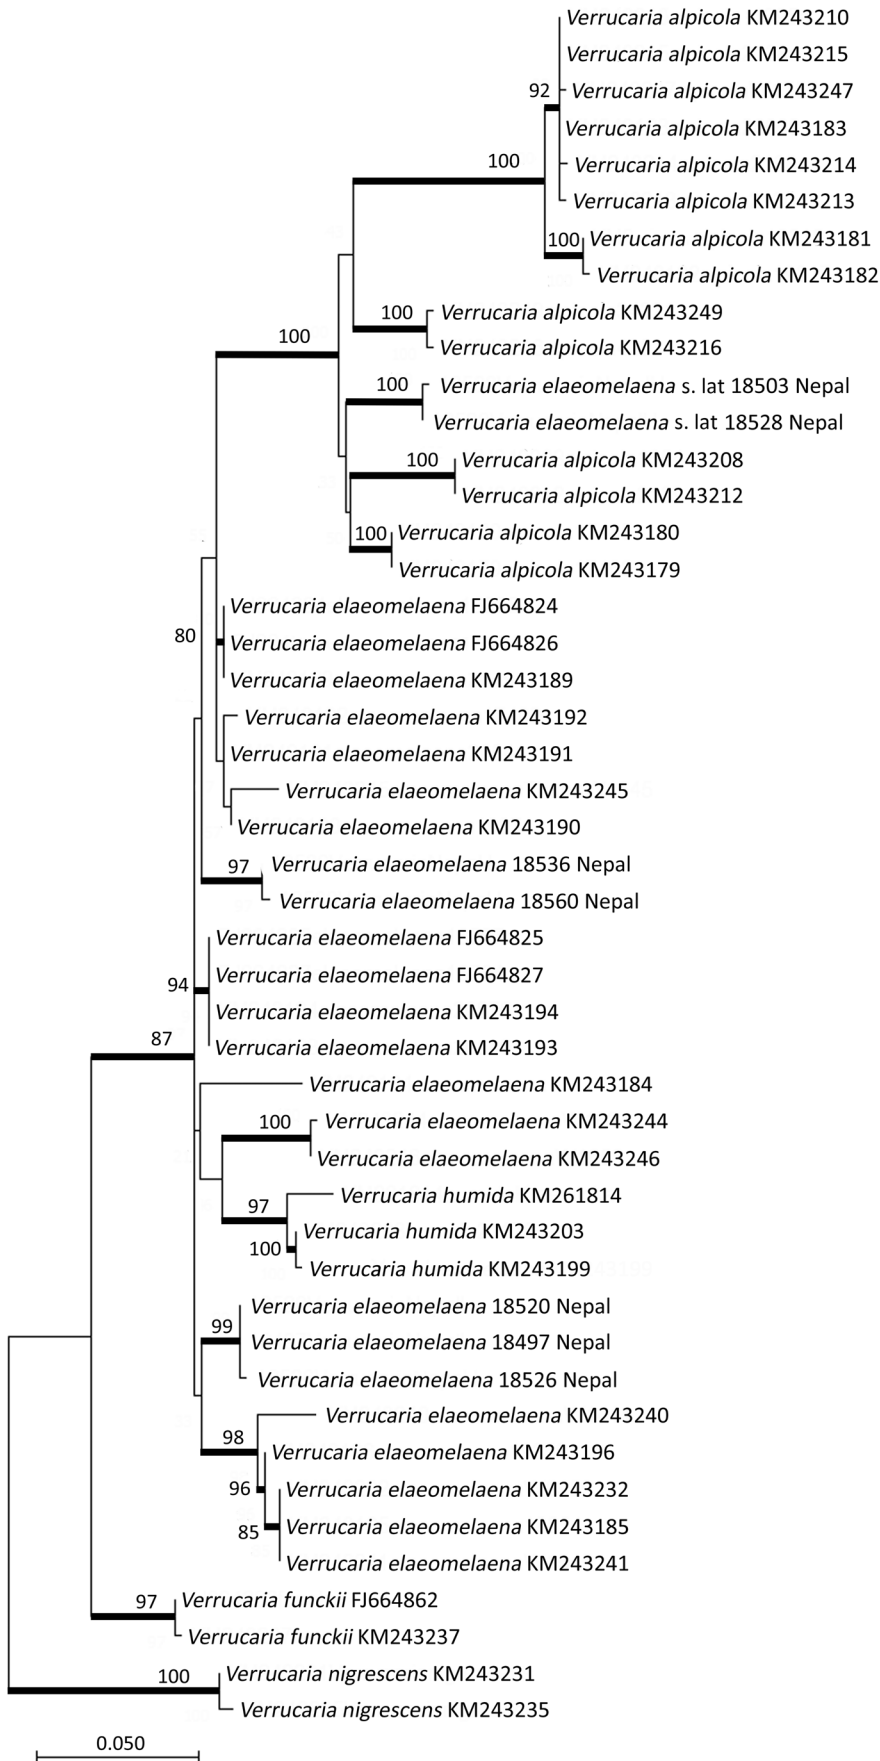 Verrucaria alpicola KM243210
Verrucaria alpicola KM243215
92
Verrucaria alpicola KM243247
Verrucaria alpicola KM243183
100
Verrucaria alpicola KM243214
Verrucaria alpicola KM243213
100
Verrucaria alpicola KM243181
Verrucaria alpicola KM243182
100
Verrucaria alpicola KM243249
100
Verrucaria alpicola KM243216
100
Verrucaria elaeomelaena s. lat 18503 Nepal
Verrucaria elaeomelaena s. lat 18528 Nepal
100
Verrucaria alpicola KM243208
Verrucaria alpicola KM243212
100
Verrucaria alpicola KM243180
Verrucaria alpicola KM243179
Verrucaria elaeomelaena FJ664824
80
Verrucaria elaeomelaena FJ664826
Verrucaria elaeomelaena KM243189
Verrucaria elaeomelaena KM243192
Verrucaria elaeomelaena KM243191
Verrucaria elaeomelaena KM243245
Verrucaria elaeomelaena KM243190
97
Verrucaria elaeomelaena 18536 Nepal
Verrucaria elaeomelaena 18560 Nepal
Verrucaria elaeomelaena FJ664825
Verrucaria elaeomelaena FJ664827
94
Verrucaria elaeomelaena KM243194
87
Verrucaria elaeomelaena KM243193
Verrucaria elaeomelaena KM243184
100
Verrucaria elaeomelaena KM243244
Verrucaria elaeomelaena KM243246
Verrucaria humida KM261814
97
Verrucaria humida KM243203
100
Verrucaria humida KM243199
Verrucaria elaeomelaena 18520 Nepal
99
Verrucaria elaeomelaena 18497 Nepal
Verrucaria elaeomelaena 18526 Nepal
Verrucaria elaeomelaena KM243240
98
Verrucaria elaeomelaena KM243196
96
Verrucaria elaeomelaena KM243232
85
Verrucaria elaeomelaena KM243185
Verrucaria elaeomelaena KM243241
97
Verrucaria funckii FJ664862
Verrucaria funckii KM243237
100
Verrucaria nigrescens KM243231
Verrucaria nigrescens KM243235
0.050